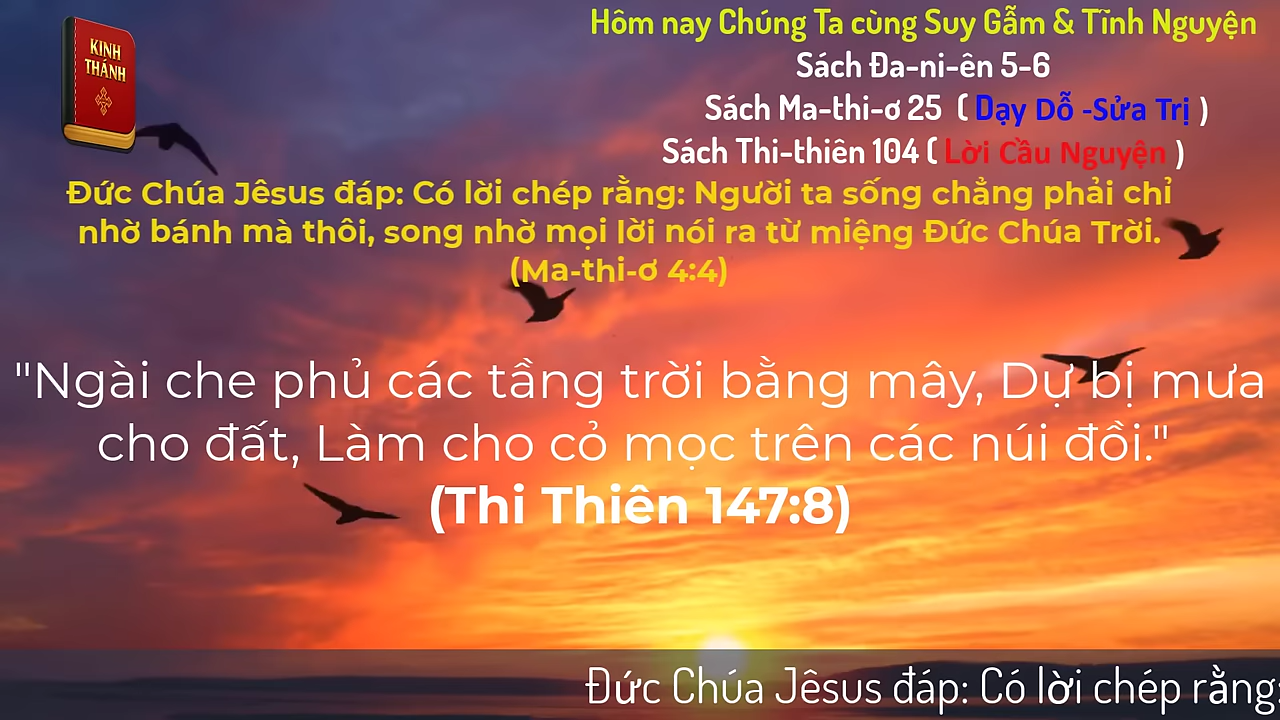 KINH
THÁNH
Hôm nay Chúng Ta cùng Suy Gẫm & Tĩnh Nguyện
Sách Đa-ni-ên 5-6
Sách Ma-thi-ơ 25 ( Dạy Dỗ -Sửa Trị )
Sách Thi-thiên 104 ( Lời Cầu Nguyện )
Đức Chúa Jêsus đáp: Có lời chép rằng: Người ta sống chẳng phải chỉ
nhờ bánh mà thôi, song nhờ mọi lời nói ra từ miệng Đức Chúa Trời.
(Ma-thi-ơ 4:4)
"Ngài che phủ các tầng trời bằng mây, Dự bị mưa
cho đất, Làm cho cỏ mọc trên các núi đồi."
(Thi Thiên 147:8)
Đức Chúa Jêsus đáp: Có lời chép rằng: